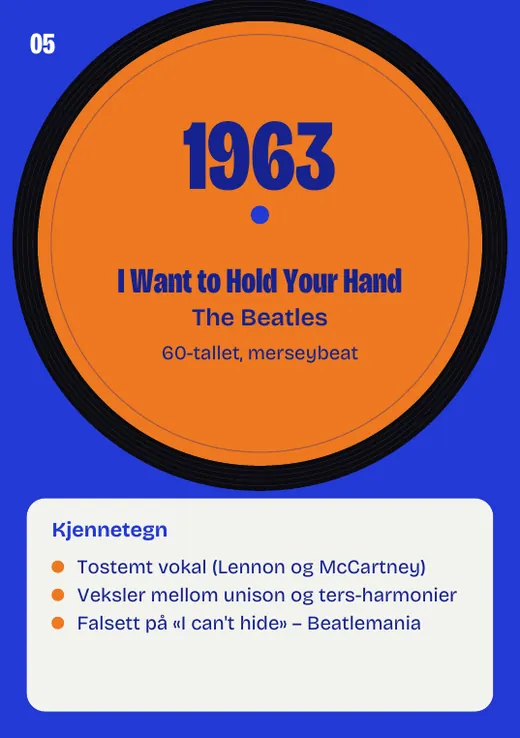 05
1963
I Want to Hold Your Hand
The Beatles
60-tallet, merseybeat
Kjennetegn
Tostemt vokal (Lennon og McCartney)
Veksler mellom unison og ters-harmonier
Falsett på «I can't hide» – Beatlemania